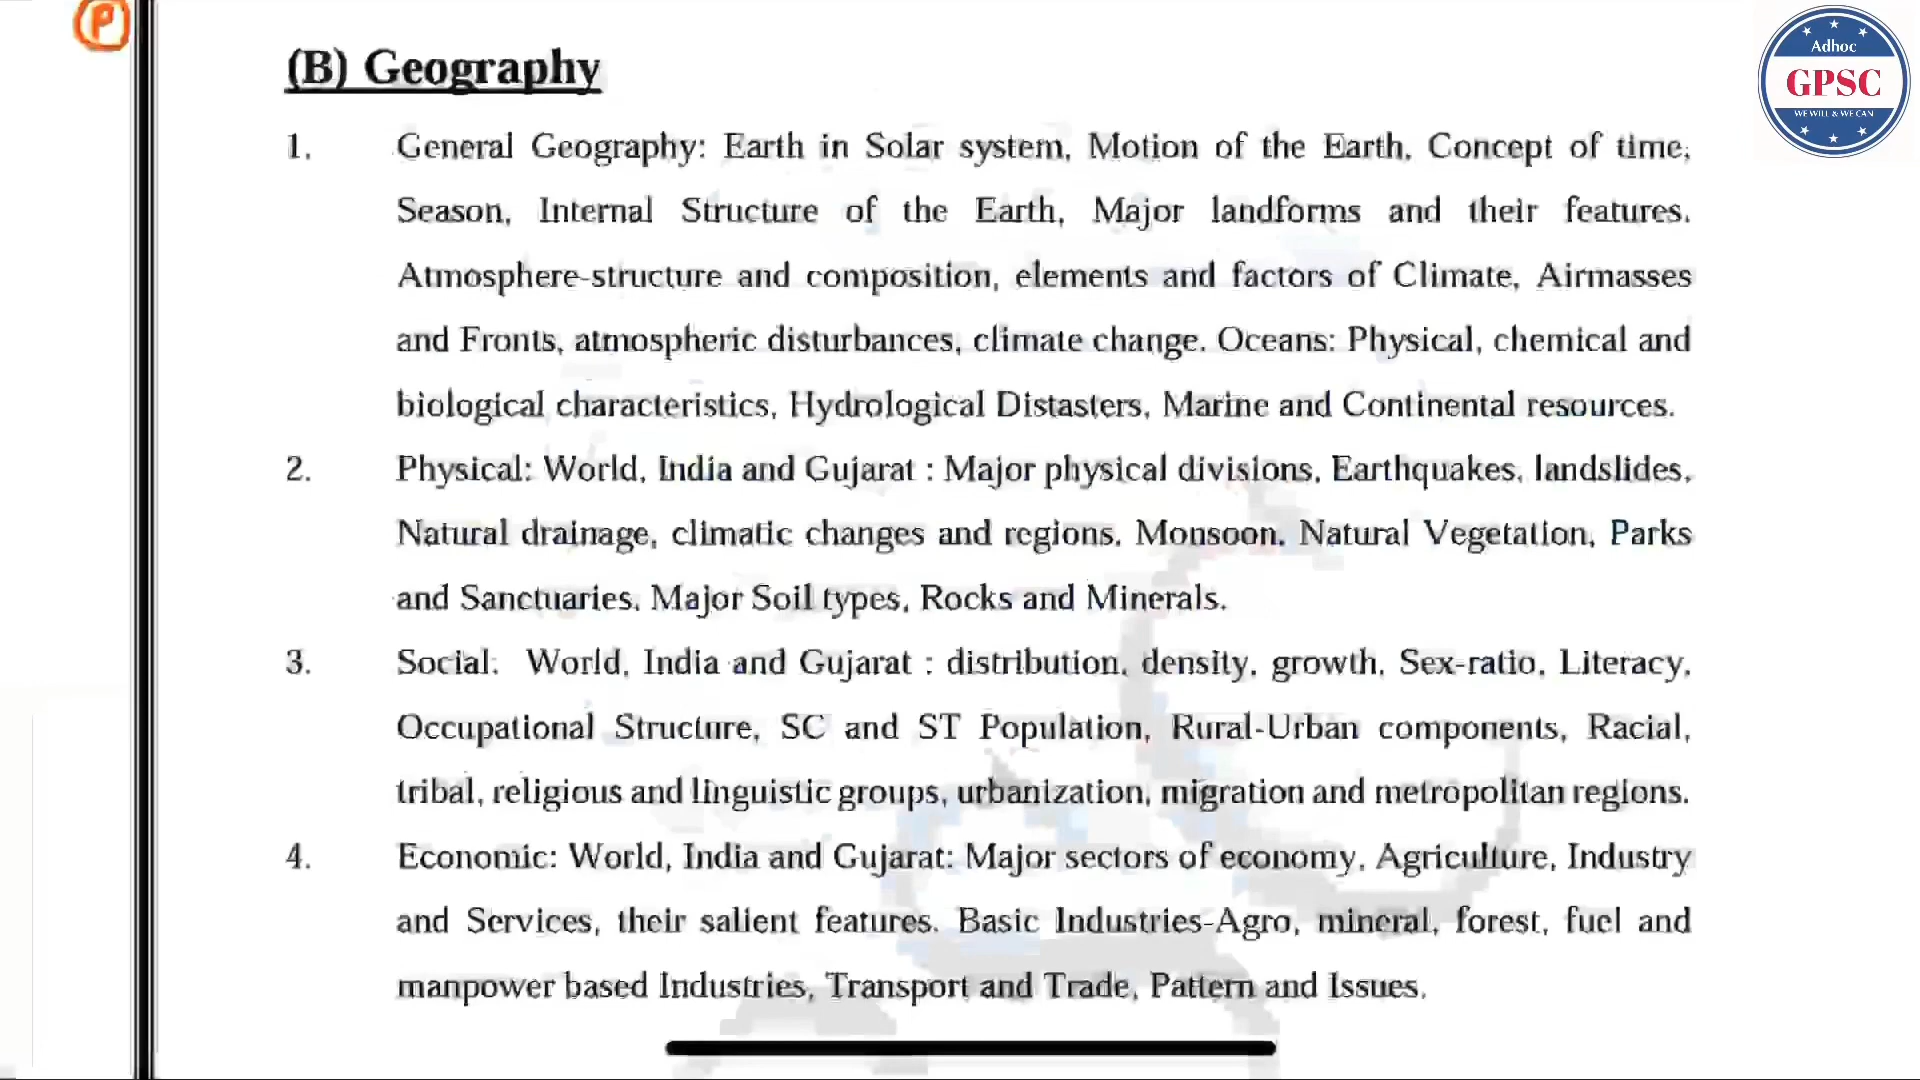 P
(B) Geography
Adhoc
GPSC
WE WILL & WE CAN
1. General Geography: Earth in Solar system, Motion of the Earth, Concept of time,
Season, Internal Structure of the Earth, Major landforms and their features.
Atmosphere-structure and composition, elements and factors of Climate, Airmasses
and Fronts, atmospheric disturbances, climate change. Oceans: Physical, chemical and
biological characteristics, Hydrological Distasters, Marine and Continental resources.
2. Physical: World, India and Gujarat : Major physical divisions, Earthquakes, landslides,
Natural drainage, climatic changes and regions, Monsoon, Natural Vegetation, Parks
and Sanctuaries, Major Soil types, Rocks and Minerals.
3. Social: World, India and Gujarat : distribution, density, growth, Sex-ratio, Literacy,
Occupational Structure, SC and ST Population, Rural-Urban components, Racial,
tribal, religious and linguistic groups, urbanization, migration and metropolitan regions.
4. Economic: World, India and Gujarat: Major sectors of economy, Agriculture, Industry
and Services, their salient features. Basic Industries-Agro, mineral, forest, fuel and
manpower based Industries, Transport and Trade, Pattern and Issues.